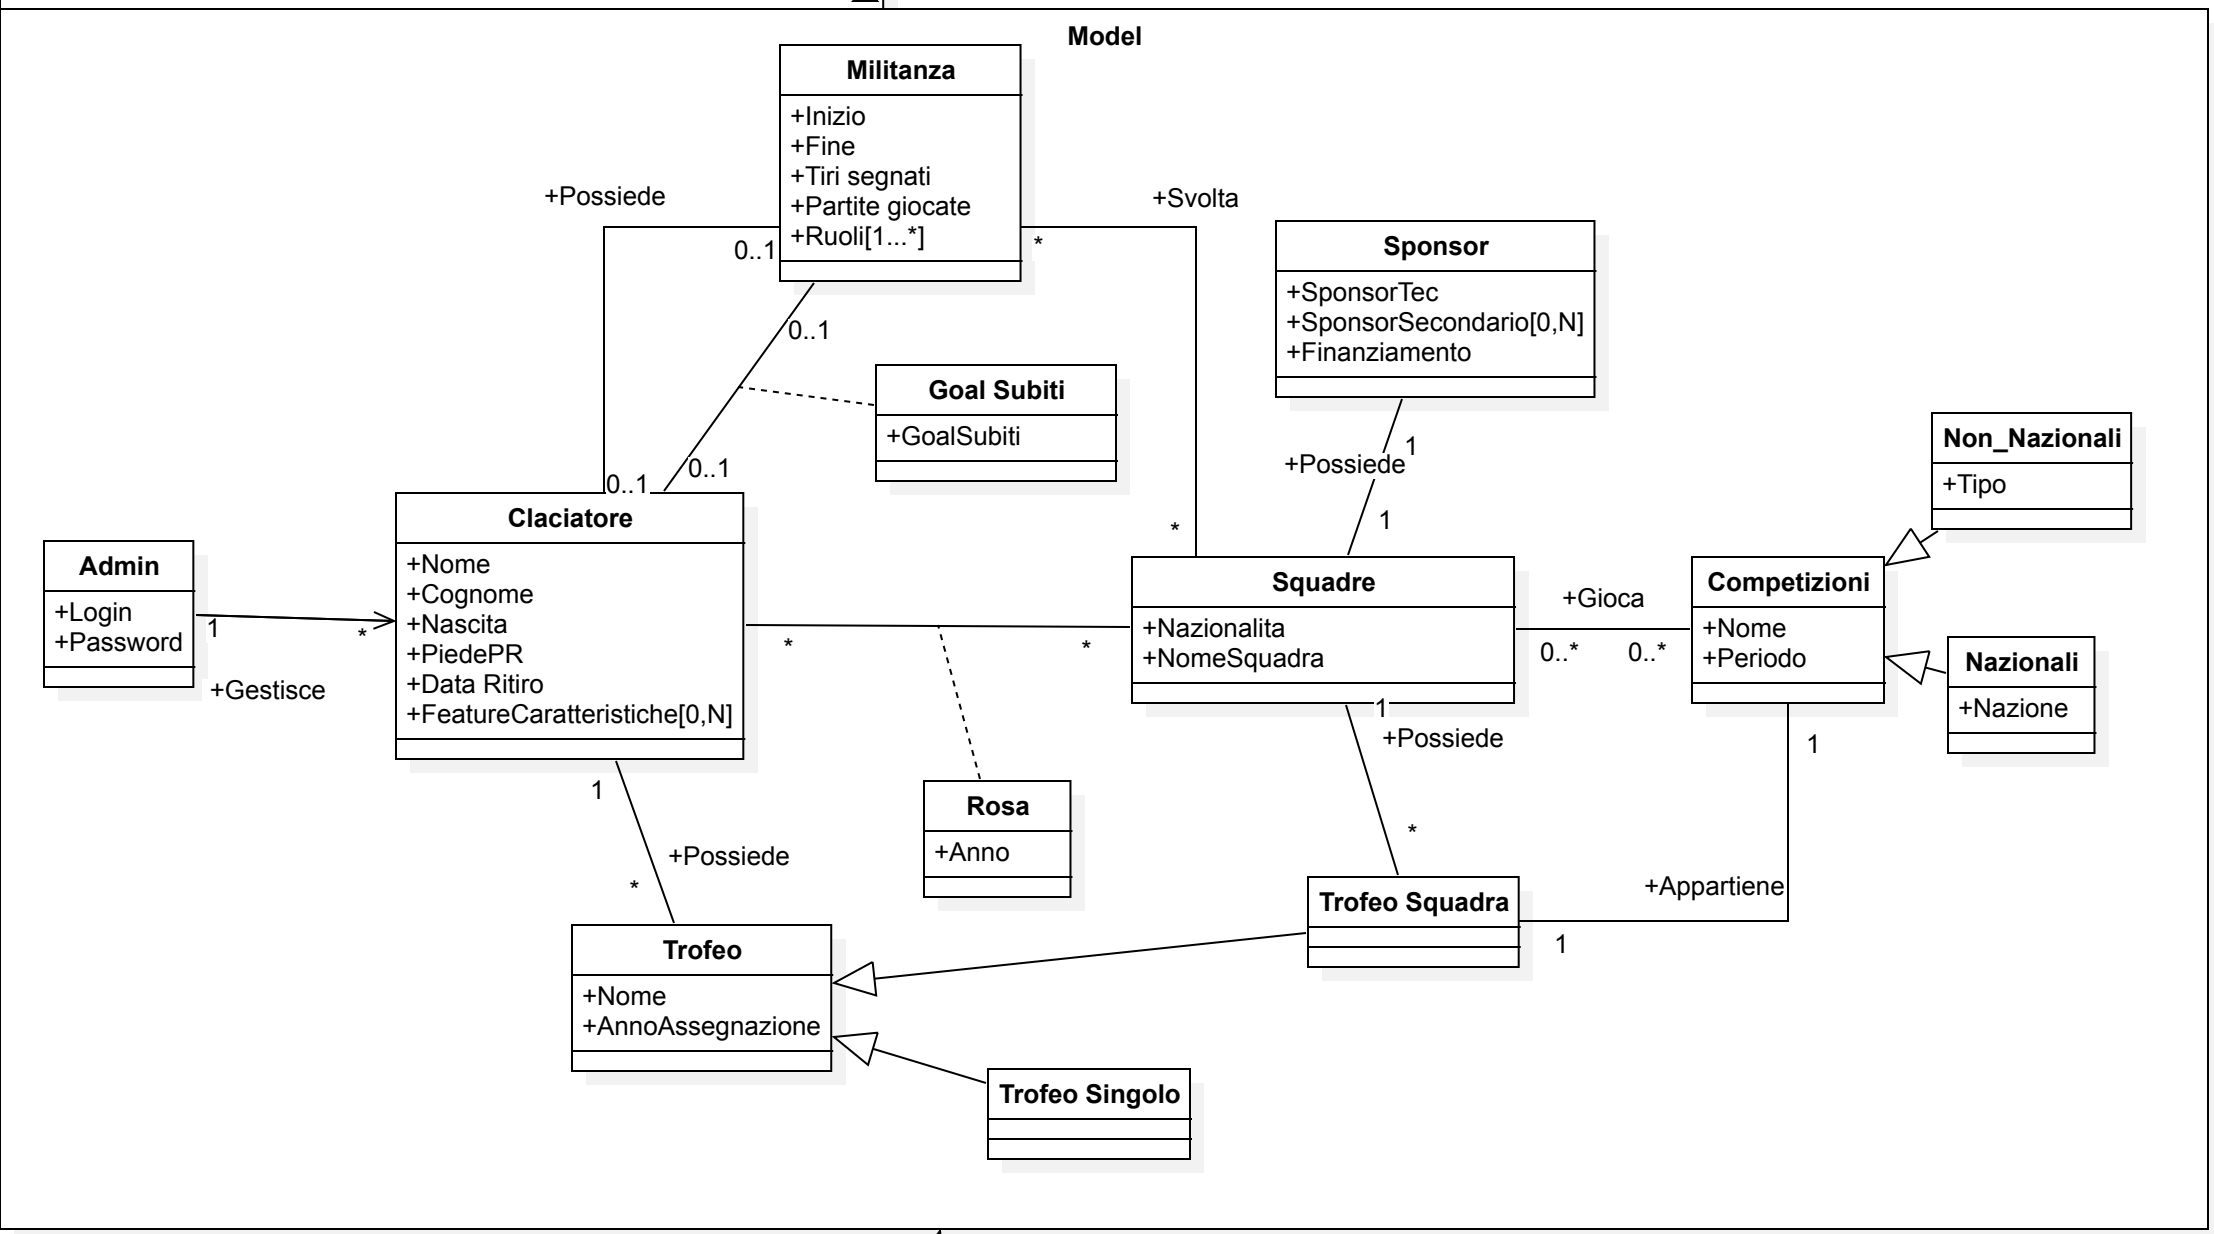 Model
Militanza
+Inizio
+Fine
+Tiri segnati
+Partite giocate
+Ruoli[1...*]
+Possiede
0..1
*
+Svolta
0..1
0..1
0..1
*
Goal Subiti
+GoalSubiti
Sponsor
+SponsorTec
+SponsorSecondario[0,N]
+Finanziamento
1
+Possiede
1
Non_Nazionali
+Tipo
Admin
+Login
+Password
1
*
+Gestisce
Claciatore
+Nome
+Cognome
+Nascita
+PiedePR
+Data Ritiro
+FeatureCaratteristiche[0,N]
*
*
Squadre
+Nazionalita
+NomeSquadra
+Gioca
0..*
0..*
Competizioni
+Nome
+Periodo
Nazionali
+Nazione
1
+Possiede
*
1
1
+Possiede
*
Rosa
+Anno
Trofeo Squadra
+Appartiene
1
Trofeo
+Nome
+AnnoAssegnazione
Trofeo Singolo